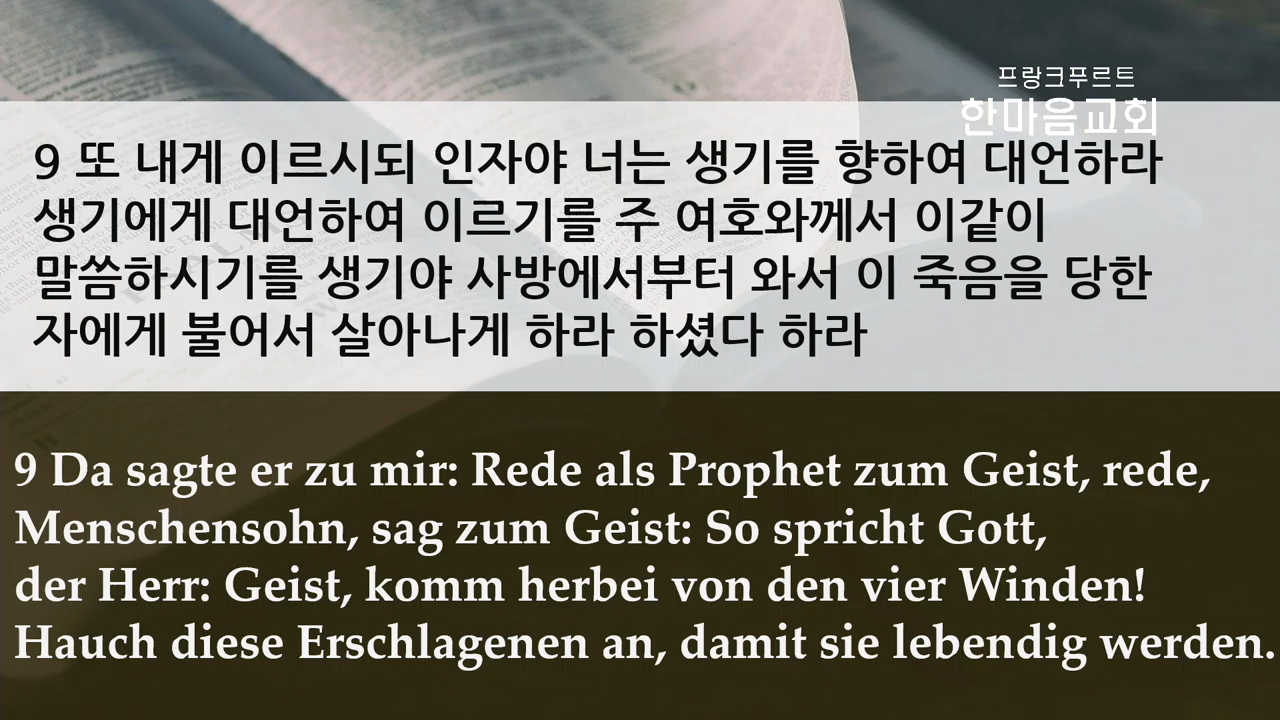 프랑크푸르트
한마음교회
9 또 내게 이르시되 인자야 너는 생기를 향하여 대언하라
생기에게 대언하여 이르기를 주 여호와께서 이같이
말씀하시기를 생기야 사방에서부터 와서 이 죽음을 당한
자에게 불어서 살아나게 하라 하셨다 하라
9 Da sagte er zu mir: Rede als Prophet zum Geist, rede,
Menschensohn, sag zum Geist: So spricht Gott,
der Herr: Geist, komm herbei von den vier Winden!
Hauch diese Erschlagenen an, damit sie lebendig werden.